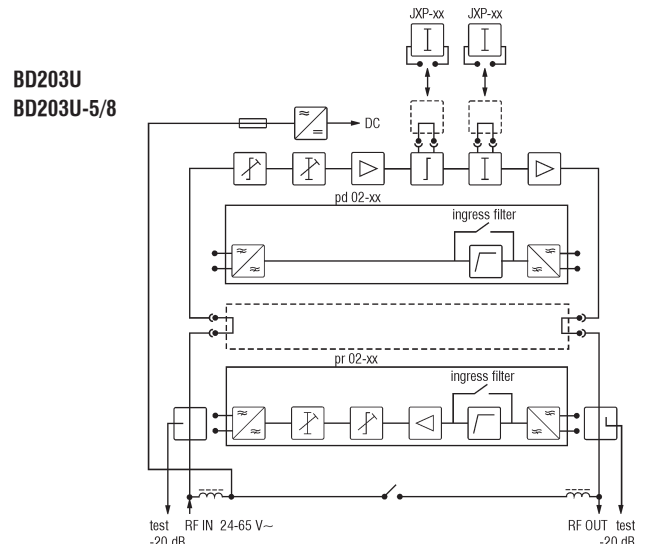 JXP-xx JXP-xx
BD203U
BD203U-5/8
DC
pd 02-xx
ingress filter
pr 02-xx
ingress filter
test RF IN 24-65 V~ RF OUT test
-20 dB -20 dB